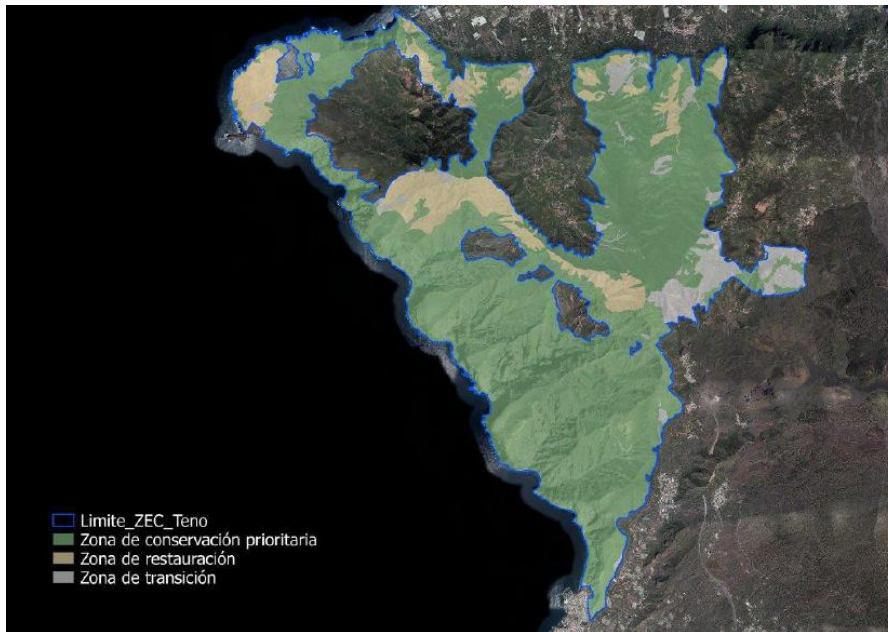 Limite_ZEC_Teno
Zona de conservación prioritaria
Zona de restauración
Zona de transición